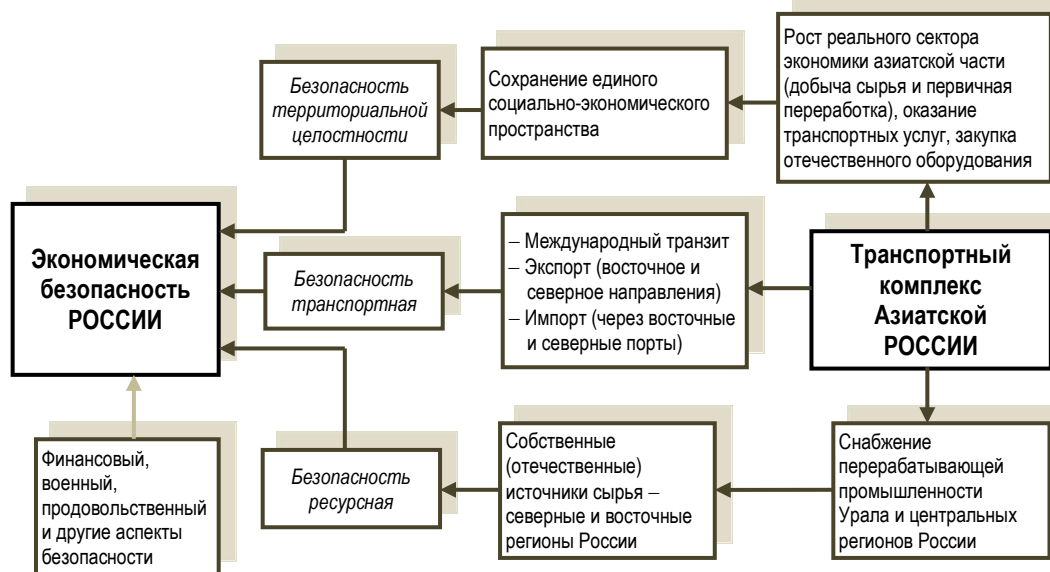 Безопасность
территориальной
целостности
Сохранение единого
социально-экономического
пространства
Рост реального сектора
экономики азиатской части
(добыча сырья и первичная
переработка), оказание
транспортных услуг, закупка
отечественного оборудования
Экономическая
безопасность
РОССИИ
Безопасность
транспортная
– Международный транзит
– Экспорт (восточное и
северное направления)
– Импорт (через восточные
и северные порты)
Транспортный
комплекс
Азиатской
РОССИИ
Финансовый,
военный,
продовольственный
и другие аспекты
безопасности
Безопасность
ресурсная
Собственные
(отечественные)
источники сырья –
северные и восточные
регионы России
Снабжение
перерабатывающей
промышленности
Урала и центральных
регионов России